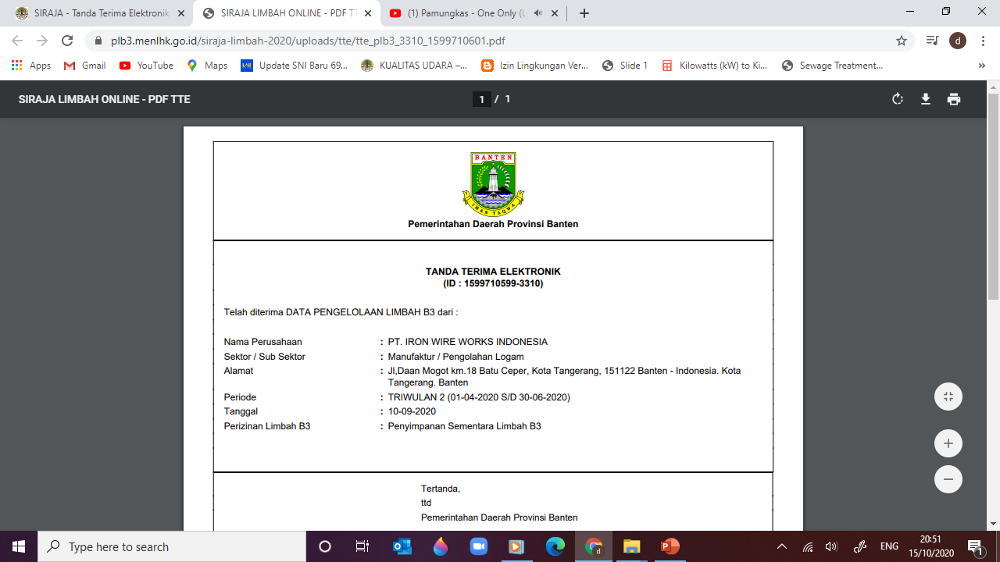 SIRAJA - Tanda Terima Elektronik
SIRAJA LIMBAH ONLINE - PDF TT
(1) Pamungkas - One Only (Ly
plb3.menlhk.go.id/siraja-limbah-2020/uploads/tte/tte_plb3_3310_1599710601.pdf
d
Apps
Gmail
YouTube
Maps
Update SNI Baru 69...
KUALITAS UDARA –...
Izin Lingkungan Ver...
Slide 1
Kilowatts (kW) to Ki...
Sewage Treatment...
»
SIRAJA LIMBAH ONLINE - PDF TTE
1 / 1
BANTEN
IMAN TAQWA
Pemerintahan Daerah Provinsi Banten
TANDA TERIMA ELEKTRONIK
(ID : 1599710599-3310)
Telah diterima DATA PENGELOLAAN LIMBAH B3 dari :
Nama Perusahaan : PT. IRON WIRE WORKS INDONESIA
Sektor / Sub Sektor : Manufaktur / Pengolahan Logam
Alamat : Jl,Daan Mogot km.18 Batu Ceper, Kota Tangerang, 151122 Banten - Indonesia. Kota
Tangerang. Banten
Periode : TRIWULAN 2 (01-04-2020 S/D 30-06-2020)
Tanggal : 10-09-2020
Perizinan Limbah B3 : Penyimpanan Sementara Limbah B3
Tertanda,
ttd
Pemerintahan Daerah Provinsi Banten
Type here to search
ENG
20:51
15/10/2020
1